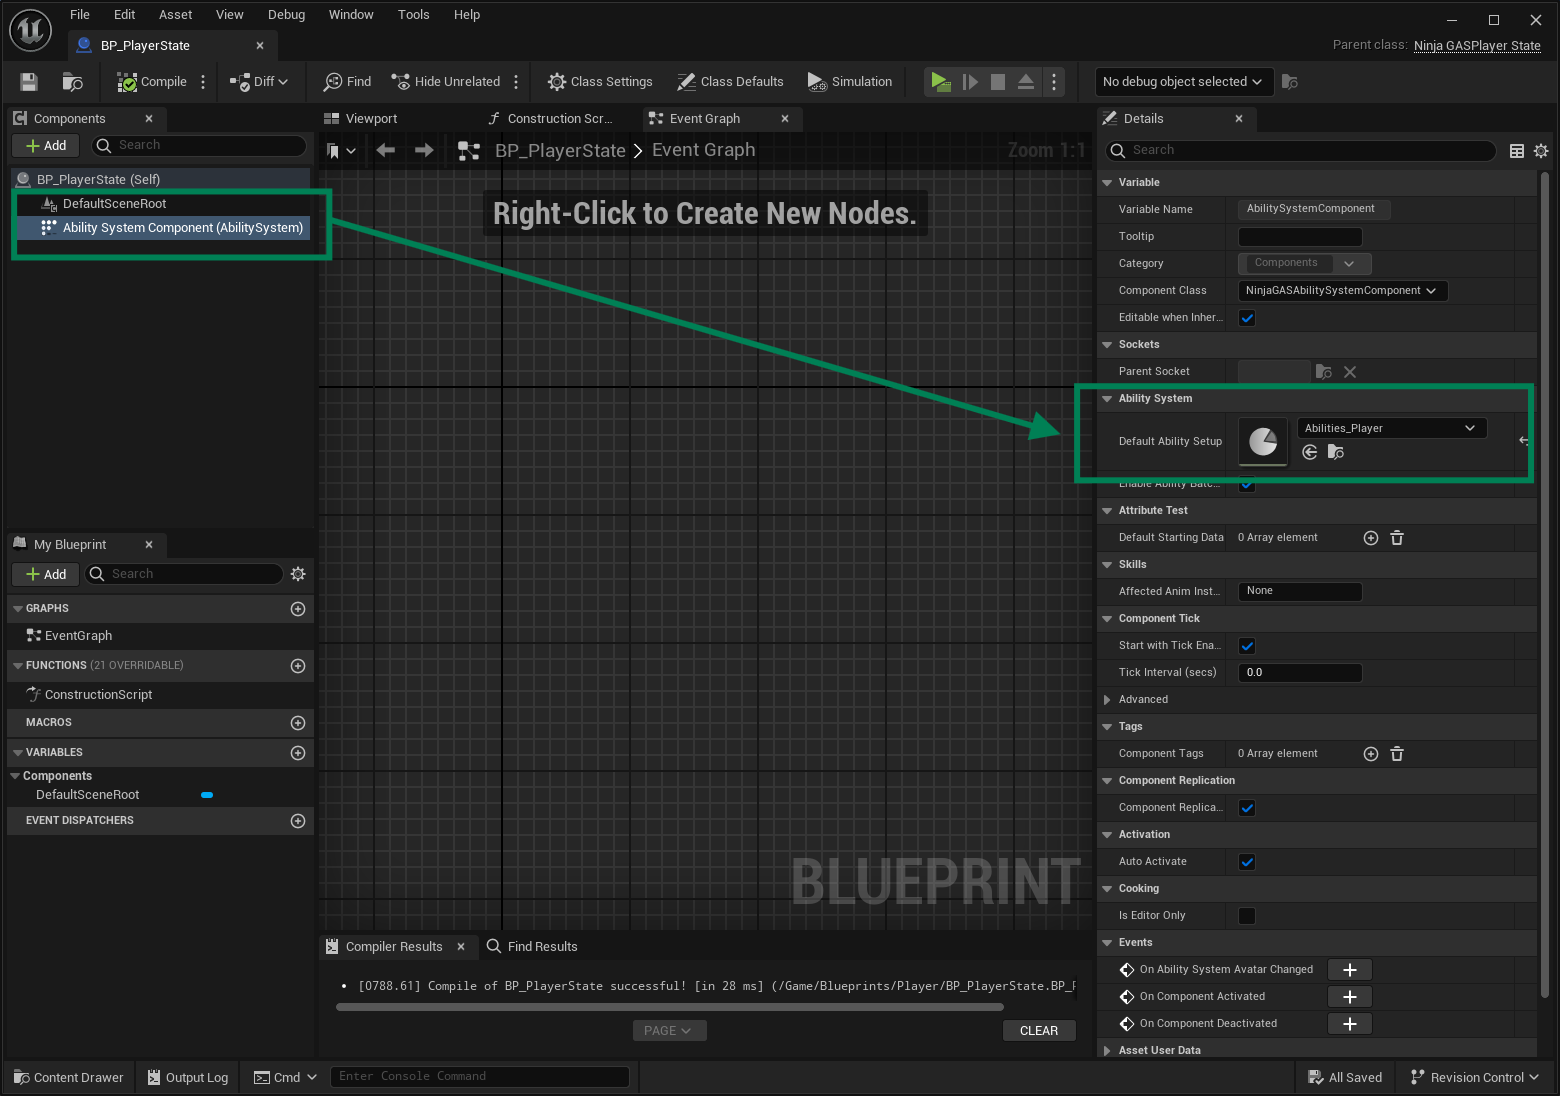 File Edit Asset View Debug Window Tools Help
BP_PlayerState
Parent class: Ninja GASPlayer State
Compile Diff Find Hide Unrelated Class Settings Class Defaults Simulation No debug object selected
Components
Add Search
BP_PlayerState (Self)
DefaultSceneRoot
Ability System Component (AbilitySystem)
My Blueprint
Add Search
GRAPHS
EventGraph
FUNCTIONS (21 OVERRIDABLE)
ConstructionScript
MACROS
VARIABLES
Components
DefaultSceneRoot
EVENT DISPATCHERS
Viewport Construction Scr... Event Graph
BP_PlayerState > Event Graph Zoom 1:1
Right-Click to Create New Nodes.
BLUEPRINT
Compiler Results Find Results
[0788.61] Compile of BP_PlayerState successful! [in 28 ms] (/Game/Blueprints/Player/BP_PlayerState.BP_P
PAGE CLEAR
Details
Search
Variable
Variable Name AbilitySystemComponent
Tooltip
Category Components
Component Class NinjaGASAbilitySystemComponent
Editable when Inher...
Sockets
Parent Socket
Ability System
Default Ability Setup Abilities_Player
Enable Ability Batc...
Attribute Test
Default Starting Data 0 Array element
Skills
Affected Anim Inst... None
Component Tick
Start with Tick Ena...
Tick Interval (secs) 0.0
Advanced
Tags
Component Tags 0 Array element
Component Replication
Component Replica...
Activation
Auto Activate
Cooking
Is Editor Only
Events
On Ability System Avatar Changed
On Component Activated
On Component Deactivated
Asset User Data
Content Drawer Output Log Cmd Enter Console Command All Saved Revision Control